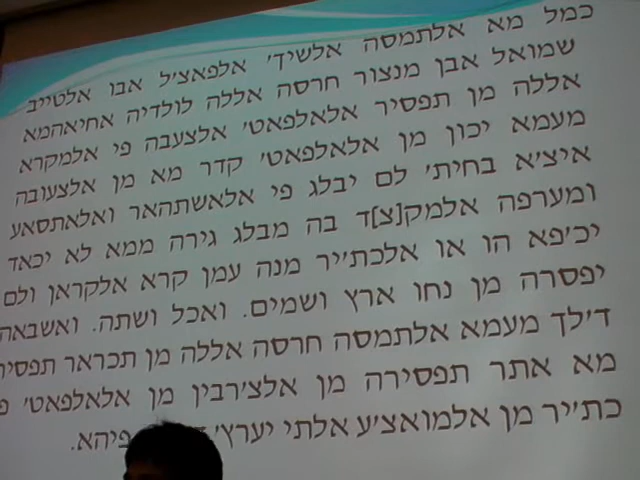 כמל מא אלתמסה אלשיך׳ אלפאצ׳ל אבו אלטייב
שמואל אבן מנצור חרסה אללה לולדיה אחיאהמא
אללה מן תפסיר אלאלפאט׳ אלצעבה פי אלמקרא
מעמא יכון מן אלאלפאט׳ קדר מא מן אלצעובה
איצ׳א בחית׳ לם יבלג פי אלאשתהאר ואלאתסאע
ומערפה אלמק[צ]ד בה מבלג גירה ממא לא יכאד
יכ׳פא הו או אלכת׳יר מנה עמן קרא אלקראן ולם
יפסרה מן נחו ארץ ושמים. ואכל ושתה. ואשבאה
ד׳לך מעמא אלתמסה חרסה אללה מן תכראר תפסיר
מא אתר תפסירה מן אלצ׳רבין מן אלאלפאט׳
כת׳יר מן אלמואצ׳ע אלתי יערץ׳ פיהא.